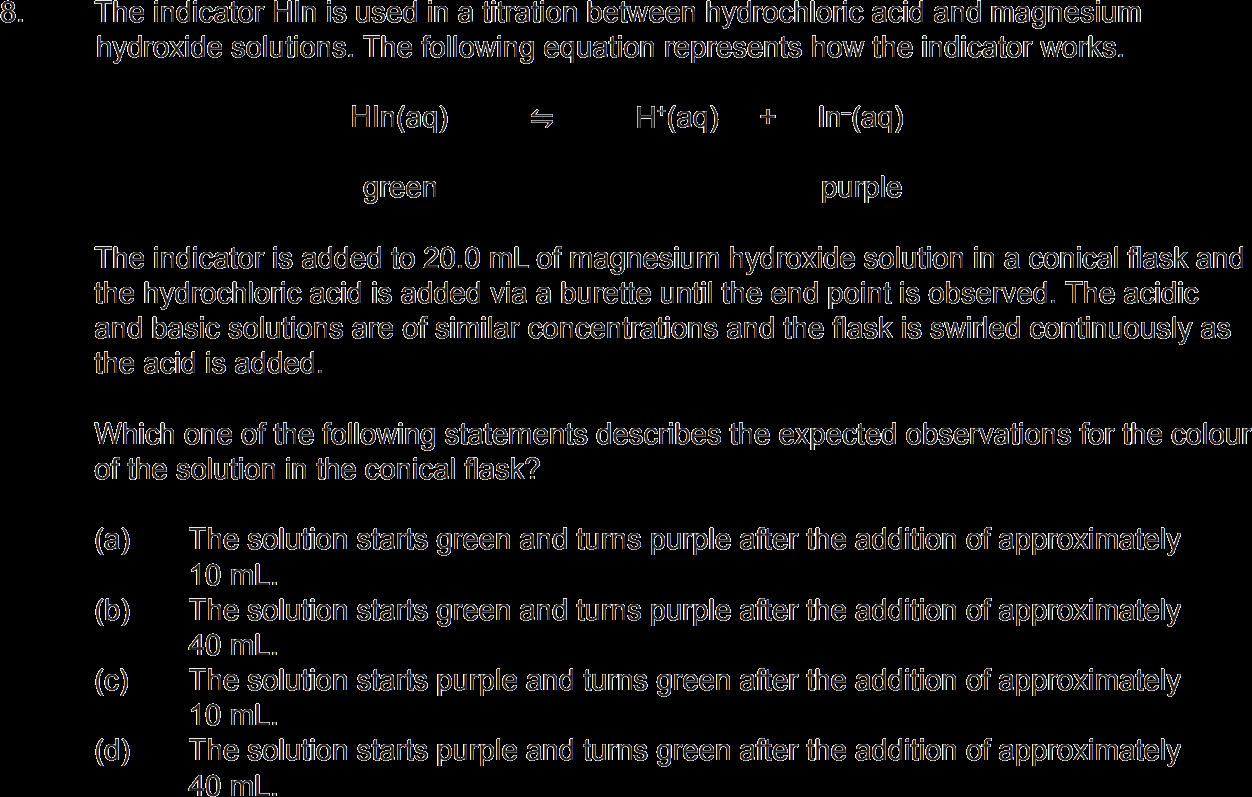 8. The indicator HIn is used in a titration between hydrochloric acid and magnesium
hydroxide solutions. The following equation represents how the indicator works.
HIn(aq) ⇋ H⁺(aq) + In⁻(aq)
green purple
The indicator is added to 20.0 mL of magnesium hydroxide solution in a conical flask and
the hydrochloric acid is added via a burette until the end point is observed. The acidic
and basic solutions are of similar concentrations and the flask is swirled continuously as
the acid is added.
Which one of the following statements describes the expected observations for the colour
of the solution in the conical flask?
(a) The solution starts green and turns purple after the addition of approximately
10 mL.
(b) The solution starts green and turns purple after the addition of approximately
40 mL.
(c) The solution starts purple and turns green after the addition of approximately
10 mL.
(d) The solution starts purple and turns green after the addition of approximately
40 mL.